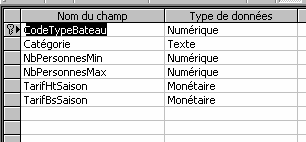 Nom du champ Type de données
CodeTypeBateau Numérique
Catégorie Texte
NbPersonnesMin Numérique
NbPersonnesMax Numérique
TarifHtSaison Monétaire
TarifBsSaison Monétaire